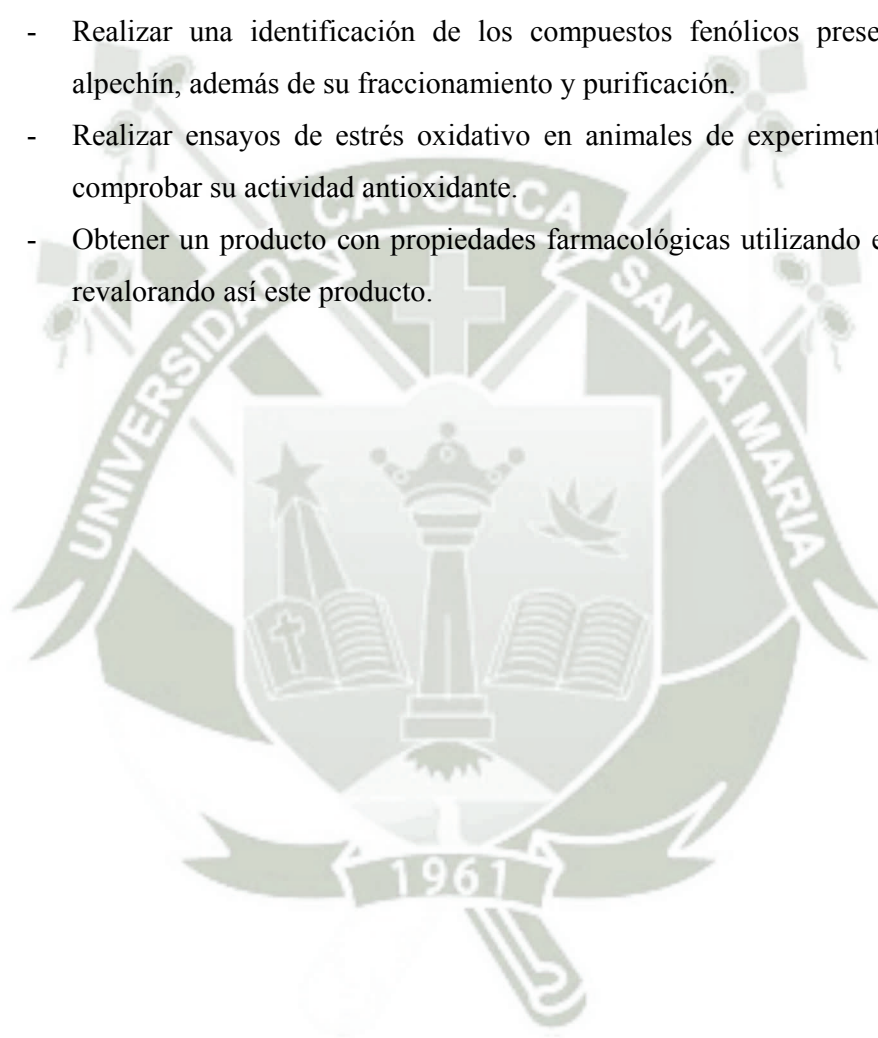 - Realizar una identificación de los compuestos fenólicos prese
alpechín, además de su fraccionamiento y purificación.
- Realizar ensayos de estrés oxidativo en animales de experiment
comprobar su actividad antioxidante.
- Obtener un producto con propiedades farmacológicas utilizando e
revalorando así este producto.
UNIVERSIDAD CATOLICA SANTA MARIA
1961